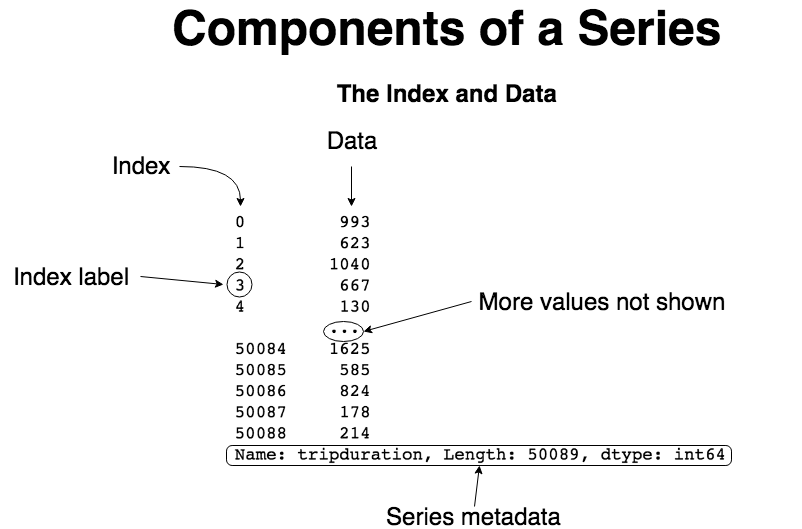 Components of a Series
The Index and Data
Data
Index
0 993
1 623
2 1040
Index label
3 667
4 130
More values not shown
...
50084 1625
50085 585
50086 824
50087 178
50088 214
Name: tripduration, Length: 50089, dtype: int64
Series metadata